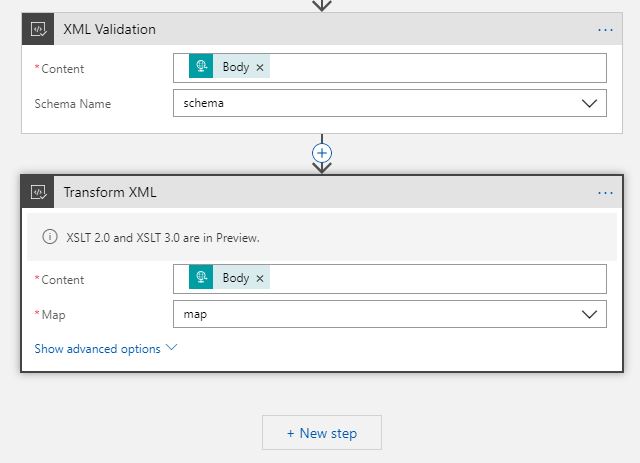 XML Validation
* Content Body ×
Schema Name schema
Transform XML
XSLT 2.0 and XSLT 3.0 are in Preview.
* Content Body ×
* Map map
Show advanced options
+ New step